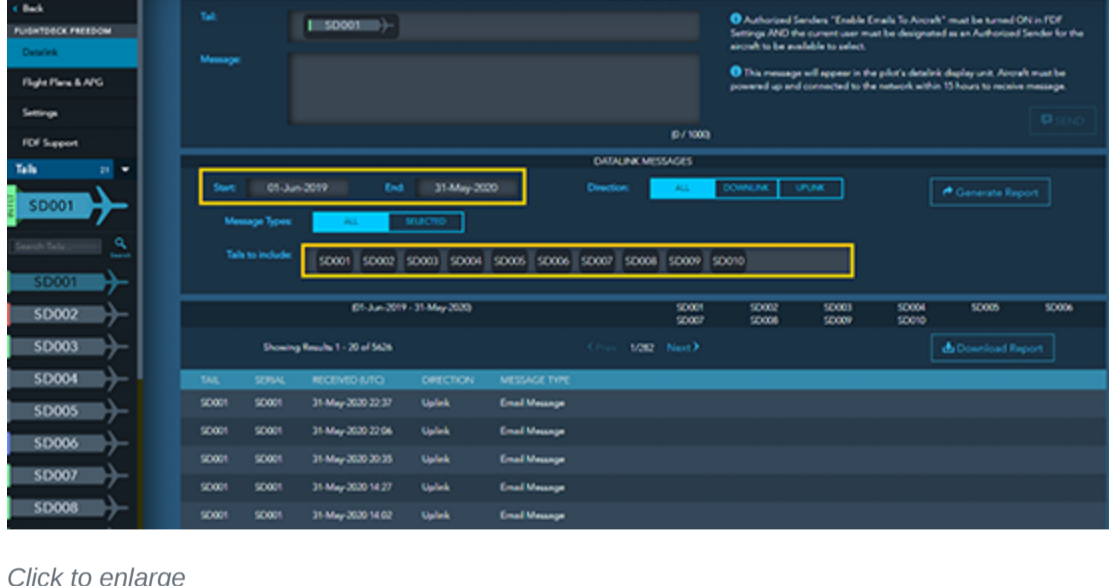 Back
FLIGHTDECK FREEDOM
Datalink
Flight Plans & APG
Settings
FDF Support
Tails 21
SD001
Search Tails
Search
SD001
SD002
SD003
SD004
SD005
SD006
SD007
SD008
Tail: SD001
Message:
(0 / 1000)
Authorized Senders "Enable Emails To Aircraft" must be turned ON in FDF
Settings AND the current user must be designated as an Authorized Sender for the
aircraft to be available to select.
This message will appear in the pilot's datalink display unit. Aircraft must be
powered up and connected to the network within 15 hours to receive message.
SEND
DATALINK MESSAGES
Start: 01-Jun-2019 End: 31-May-2020 Direction: ALL DOWNLINK UPLINK Generate Report
Message Types: ALL SELECTED
Tails to include: SD001 SD002 SD003 SD004 SD005 SD006 SD007 SD008 SD009 SD010
(01-Jun-2019 - 31-May-2020) SD001 SD002 SD003 SD004 SD005 SD006
SD007 SD008 SD009 SD010
Showing Results 1 - 20 of 5626 Prev 1/282 Next Download Report
TAIL SERIAL RECEIVED (UTC) DIRECTION MESSAGE TYPE
SD001 SD001 31-May-2020 22:37 Uplink Email Message
SD001 SD001 31-May-2020 22:06 Uplink Email Message
SD001 SD001 31-May-2020 20:35 Uplink Email Message
SD001 SD001 31-May-2020 14:27 Uplink Email Message
SD001 SD001 31-May-2020 14:02 Uplink Email Message
Click to enlarge